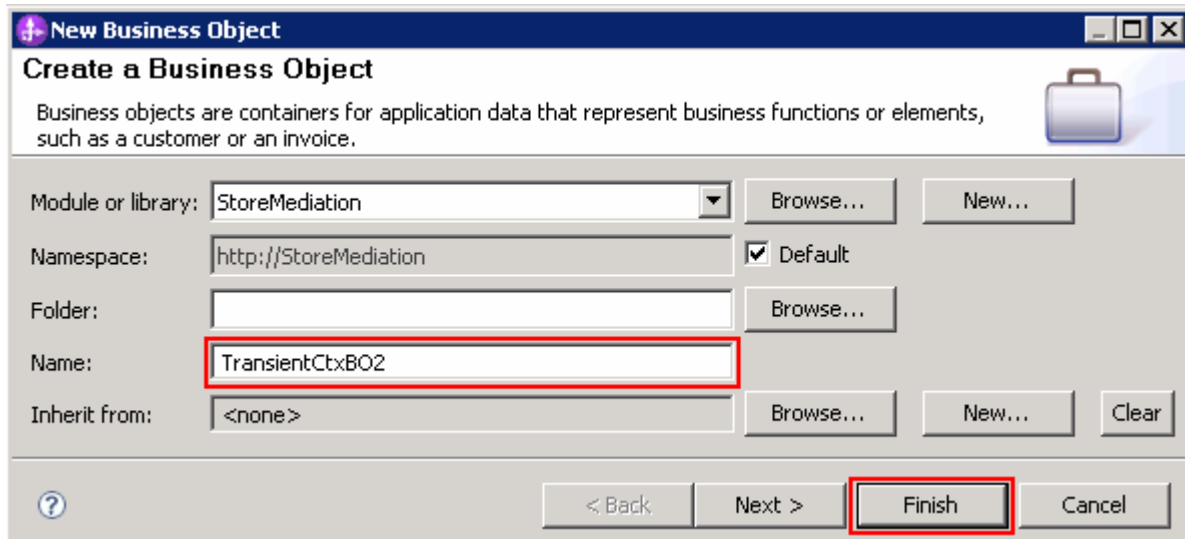 New Business Object
Create a Business Object
Business objects are containers for application data that represent business functions or elements,
such as a customer or an invoice.
Module or library: StoreMediation Browse... New...
Namespace: http://StoreMediation Default
Folder: Browse...
Name: TransientCtxBO2
Inherit from: <none> Browse... New... Clear
? < Back Next > Finish Cancel